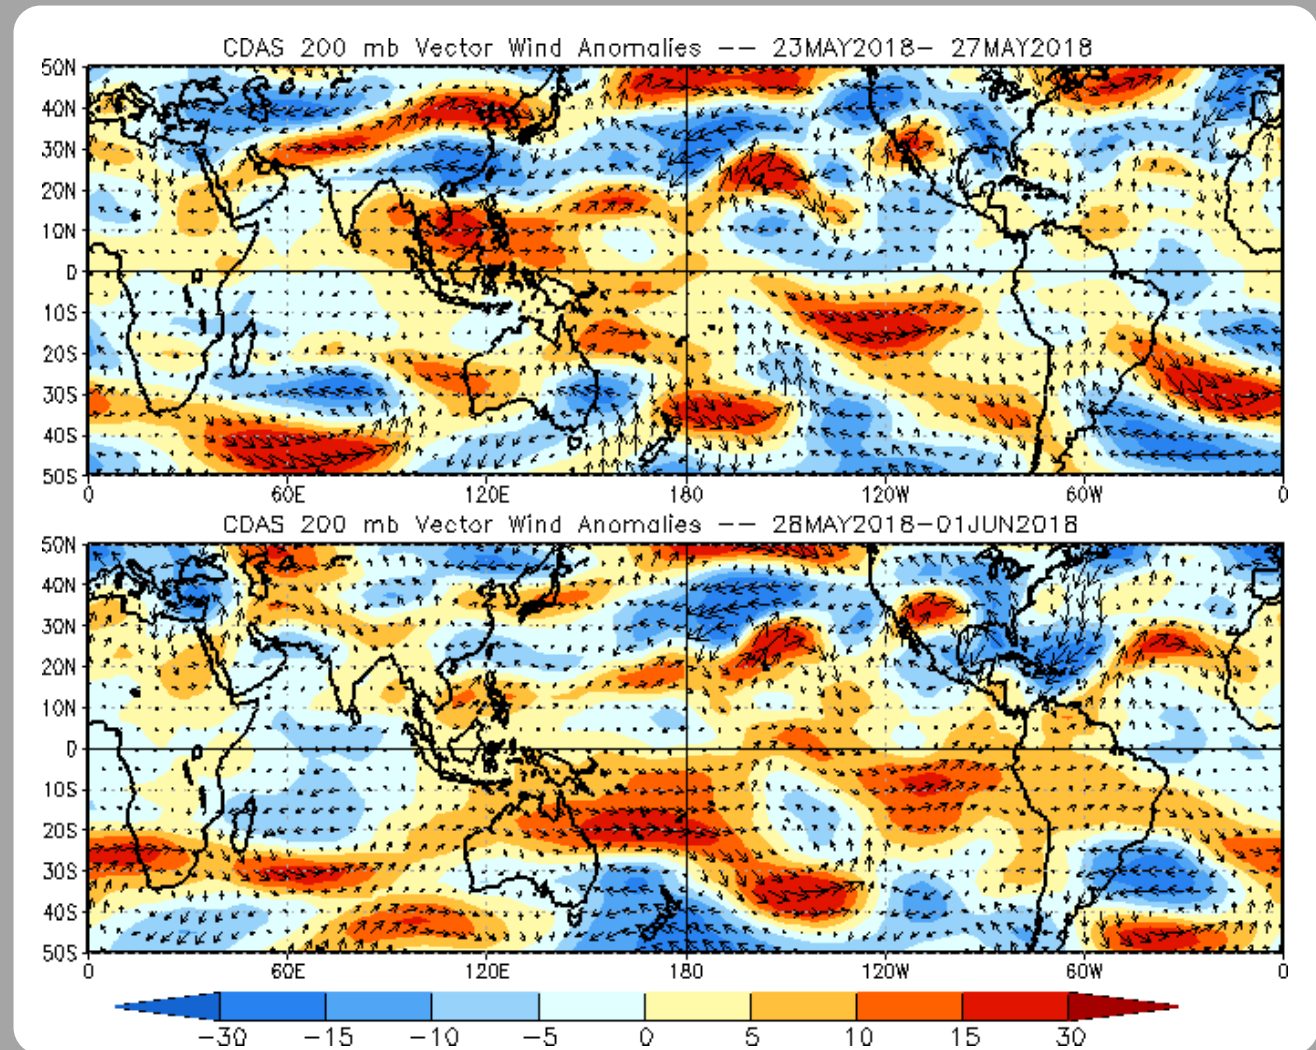 CDAS 200 mb Vector Wind Anomalies -- 23MAY2018- 27MAY2018
50N
40N
30N
20N
10N
0
10S
20S
30S
40S
50S
0 60E 120E 180 120W 60W 0
CDAS 200 mb Vector Wind Anomalies -- 28MAY2018-01JUN2018
50N
40N
30N
20N
10N
0
10S
20S
30S
40S
50S
0 60E 120E 180 120W 60W 0
-30 -15 -10 -5 0 5 10 15 30